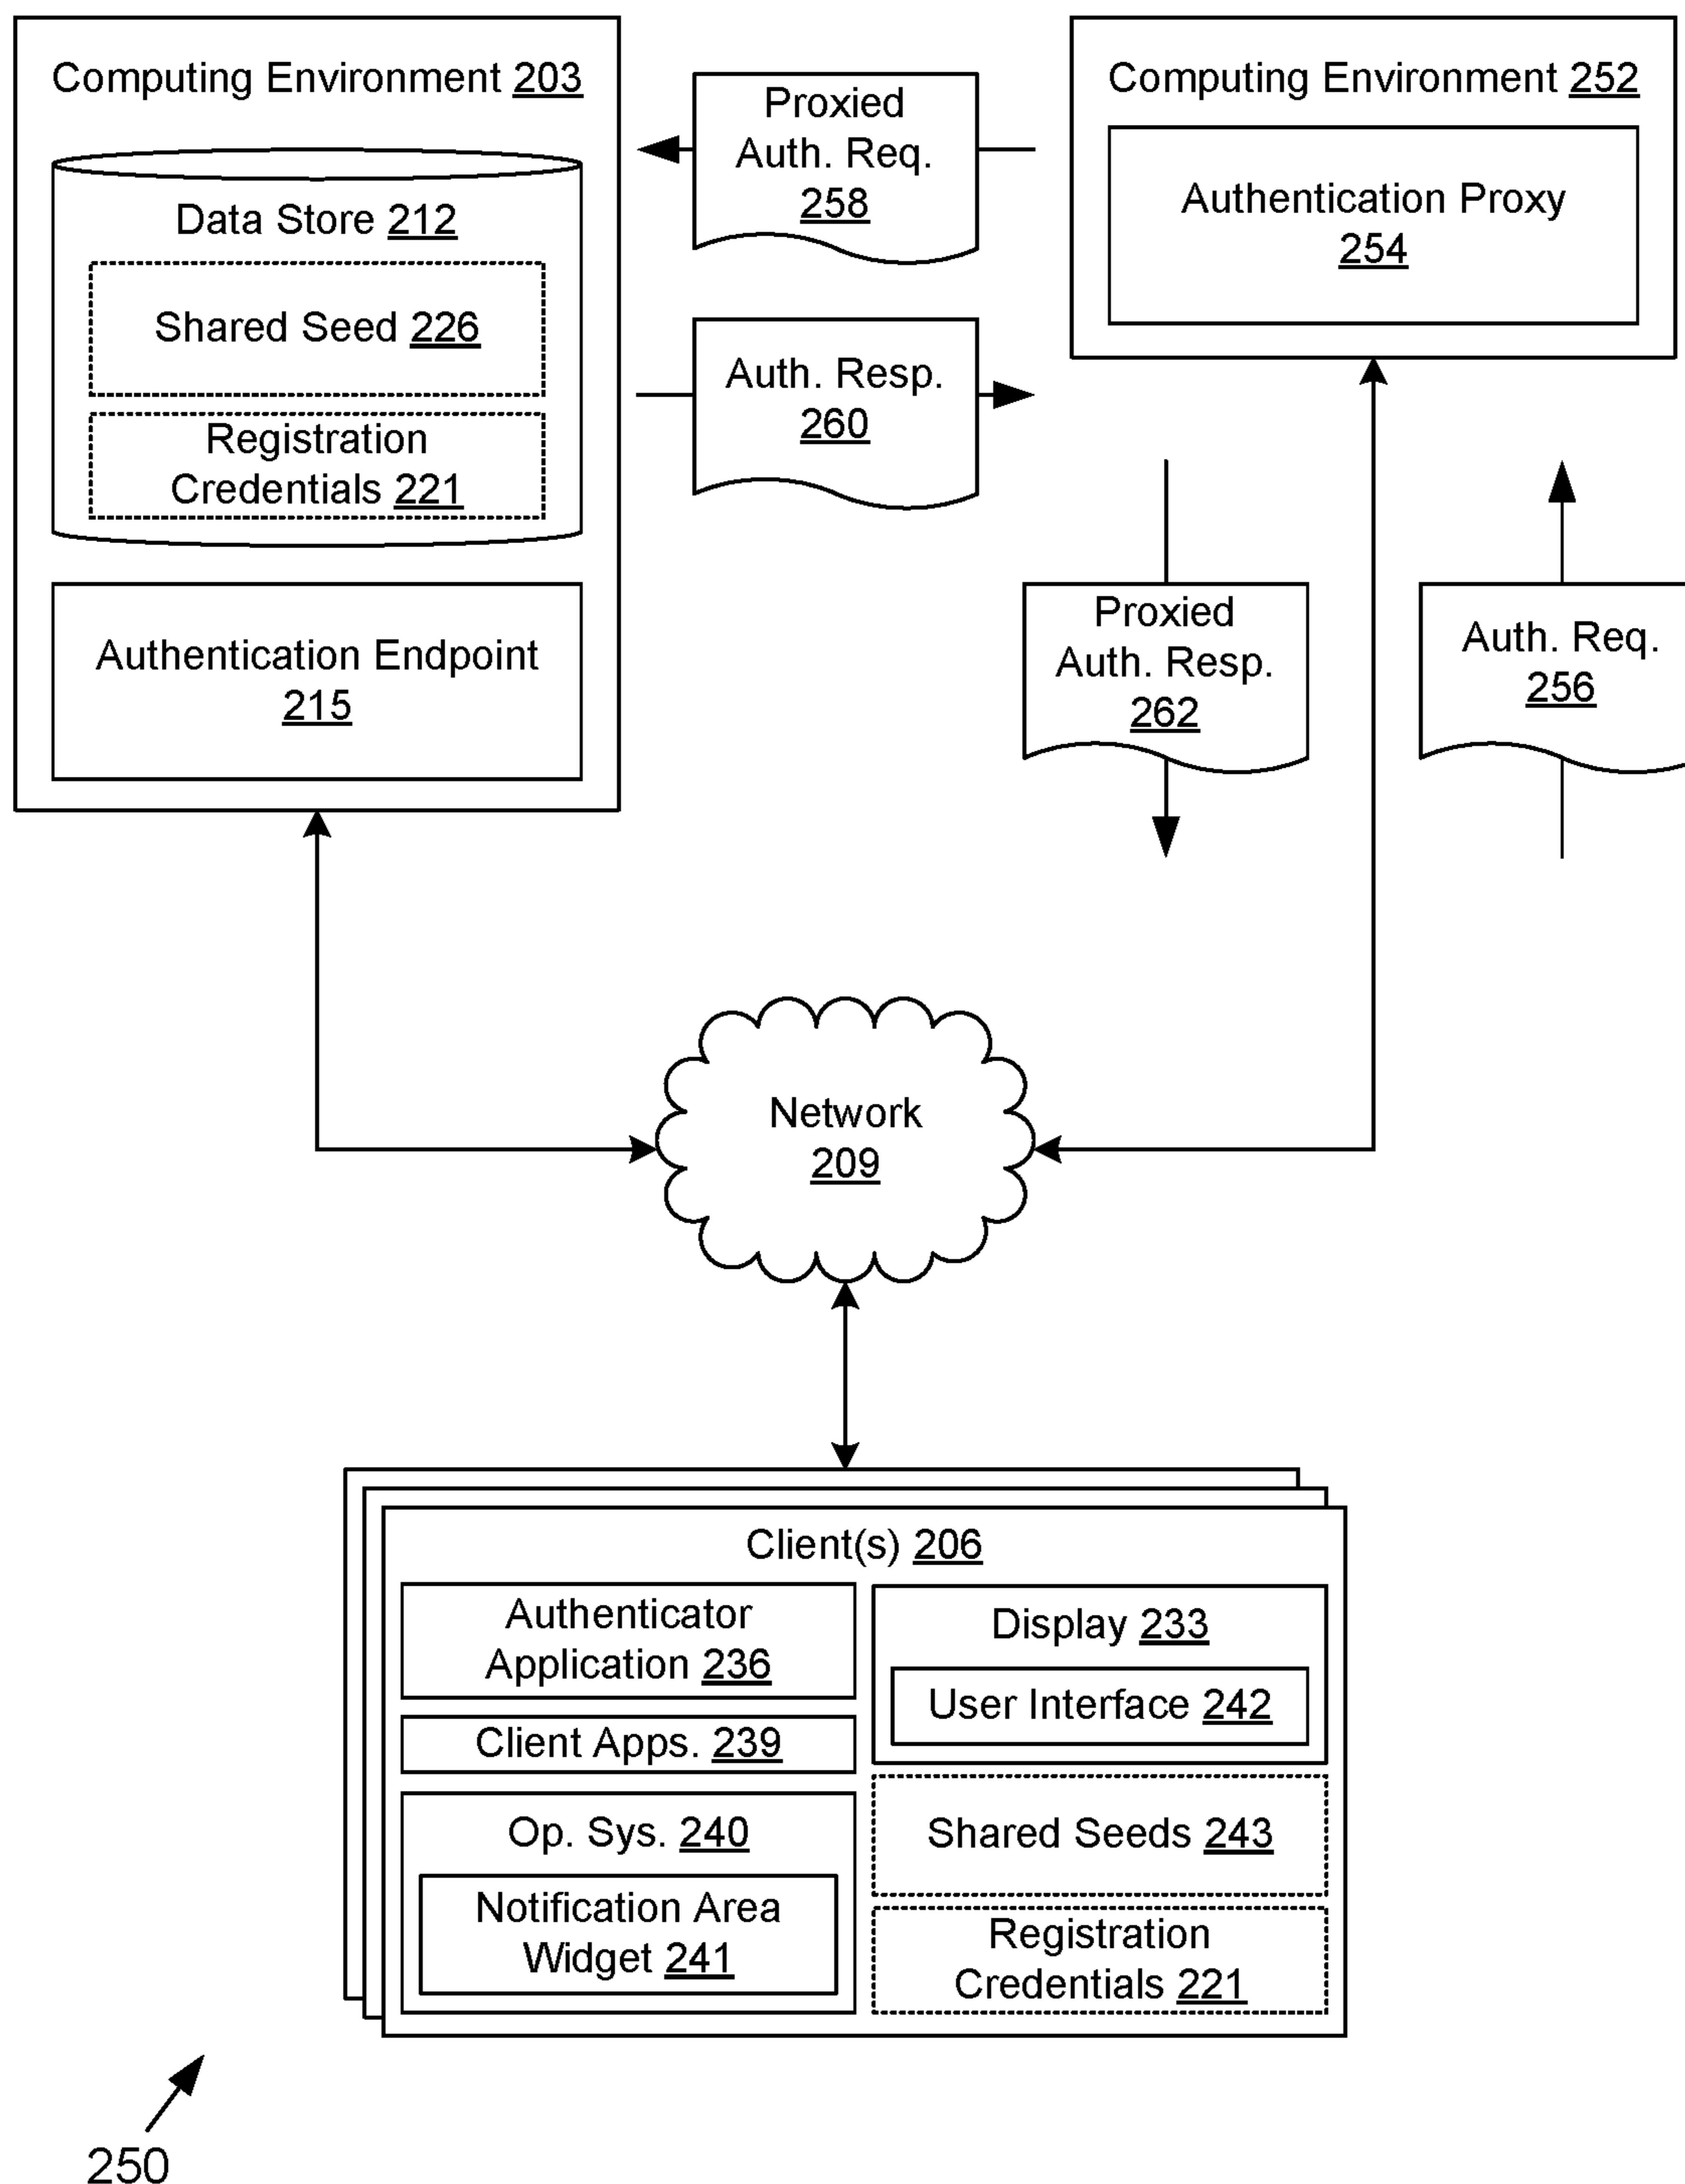 Computing Environment 203
Data Store 212
Shared Seed 226
Registration
Credentials 221
Authentication Endpoint
215
Proxied
Auth. Req.
258
Auth. Resp.
260
Computing Environment 252
Authentication Proxy
254
Proxied
Auth. Resp.
262
Auth. Req.
256
Network
209
Client(s) 206
Authenticator
Application 236
Client Apps. 239
Op. Sys. 240
Notification Area
Widget 241
Display 233
User Interface 242
Shared Seeds 243
Registration
Credentials 221
250